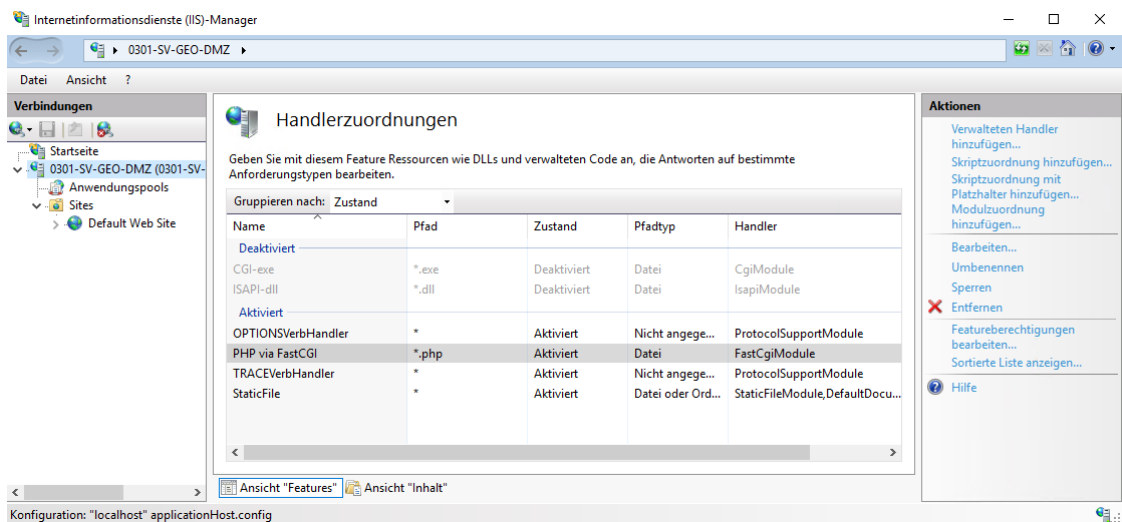 Internetinformationsdienste (IIS)-Manager
0301-SV-GEO-DMZ
Datei Ansicht ?
Verbindungen
Startseite
0301-SV-GEO-DMZ (0301-SV-
Anwendungspools
Sites
Default Web Site
Handlerzuordnungen
Geben Sie mit diesem Feature Ressourcen wie DLLs und verwalteten Code an, die Antworten auf bestimmte
Anforderungstypen bearbeiten.
Gruppieren nach: Zustand
Name Pfad Zustand Pfadtyp Handler
Deaktiviert
CGI-exe *.exe Deaktiviert Datei CgiModule
ISAPI-dll *.dll Deaktiviert Datei IsapiModule
Aktiviert
OPTIONSVerbHandler * Aktiviert Nicht angege... ProtocolSupportModule
PHP via FastCGI *.php Aktiviert Datei FastCgiModule
TRACEVerbHandler * Aktiviert Nicht angege... ProtocolSupportModule
StaticFile * Aktiviert Datei oder Ord... StaticFileModule,DefaultDocu...
Ansicht "Features" Ansicht "Inhalt"
Aktionen
Verwalteten Handler
hinzufügen...
Skriptzuordnung hinzufügen...
Skriptzuordnung mit
Platzhalter hinzufügen...
Modulzuordnung
hinzufügen...
Bearbeiten...
Umbenennen
Sperren
Entfernen
Featureberechtigungen
bearbeiten...
Sortierte Liste anzeigen...
Hilfe
Konfiguration: "localhost" applicationHost.config